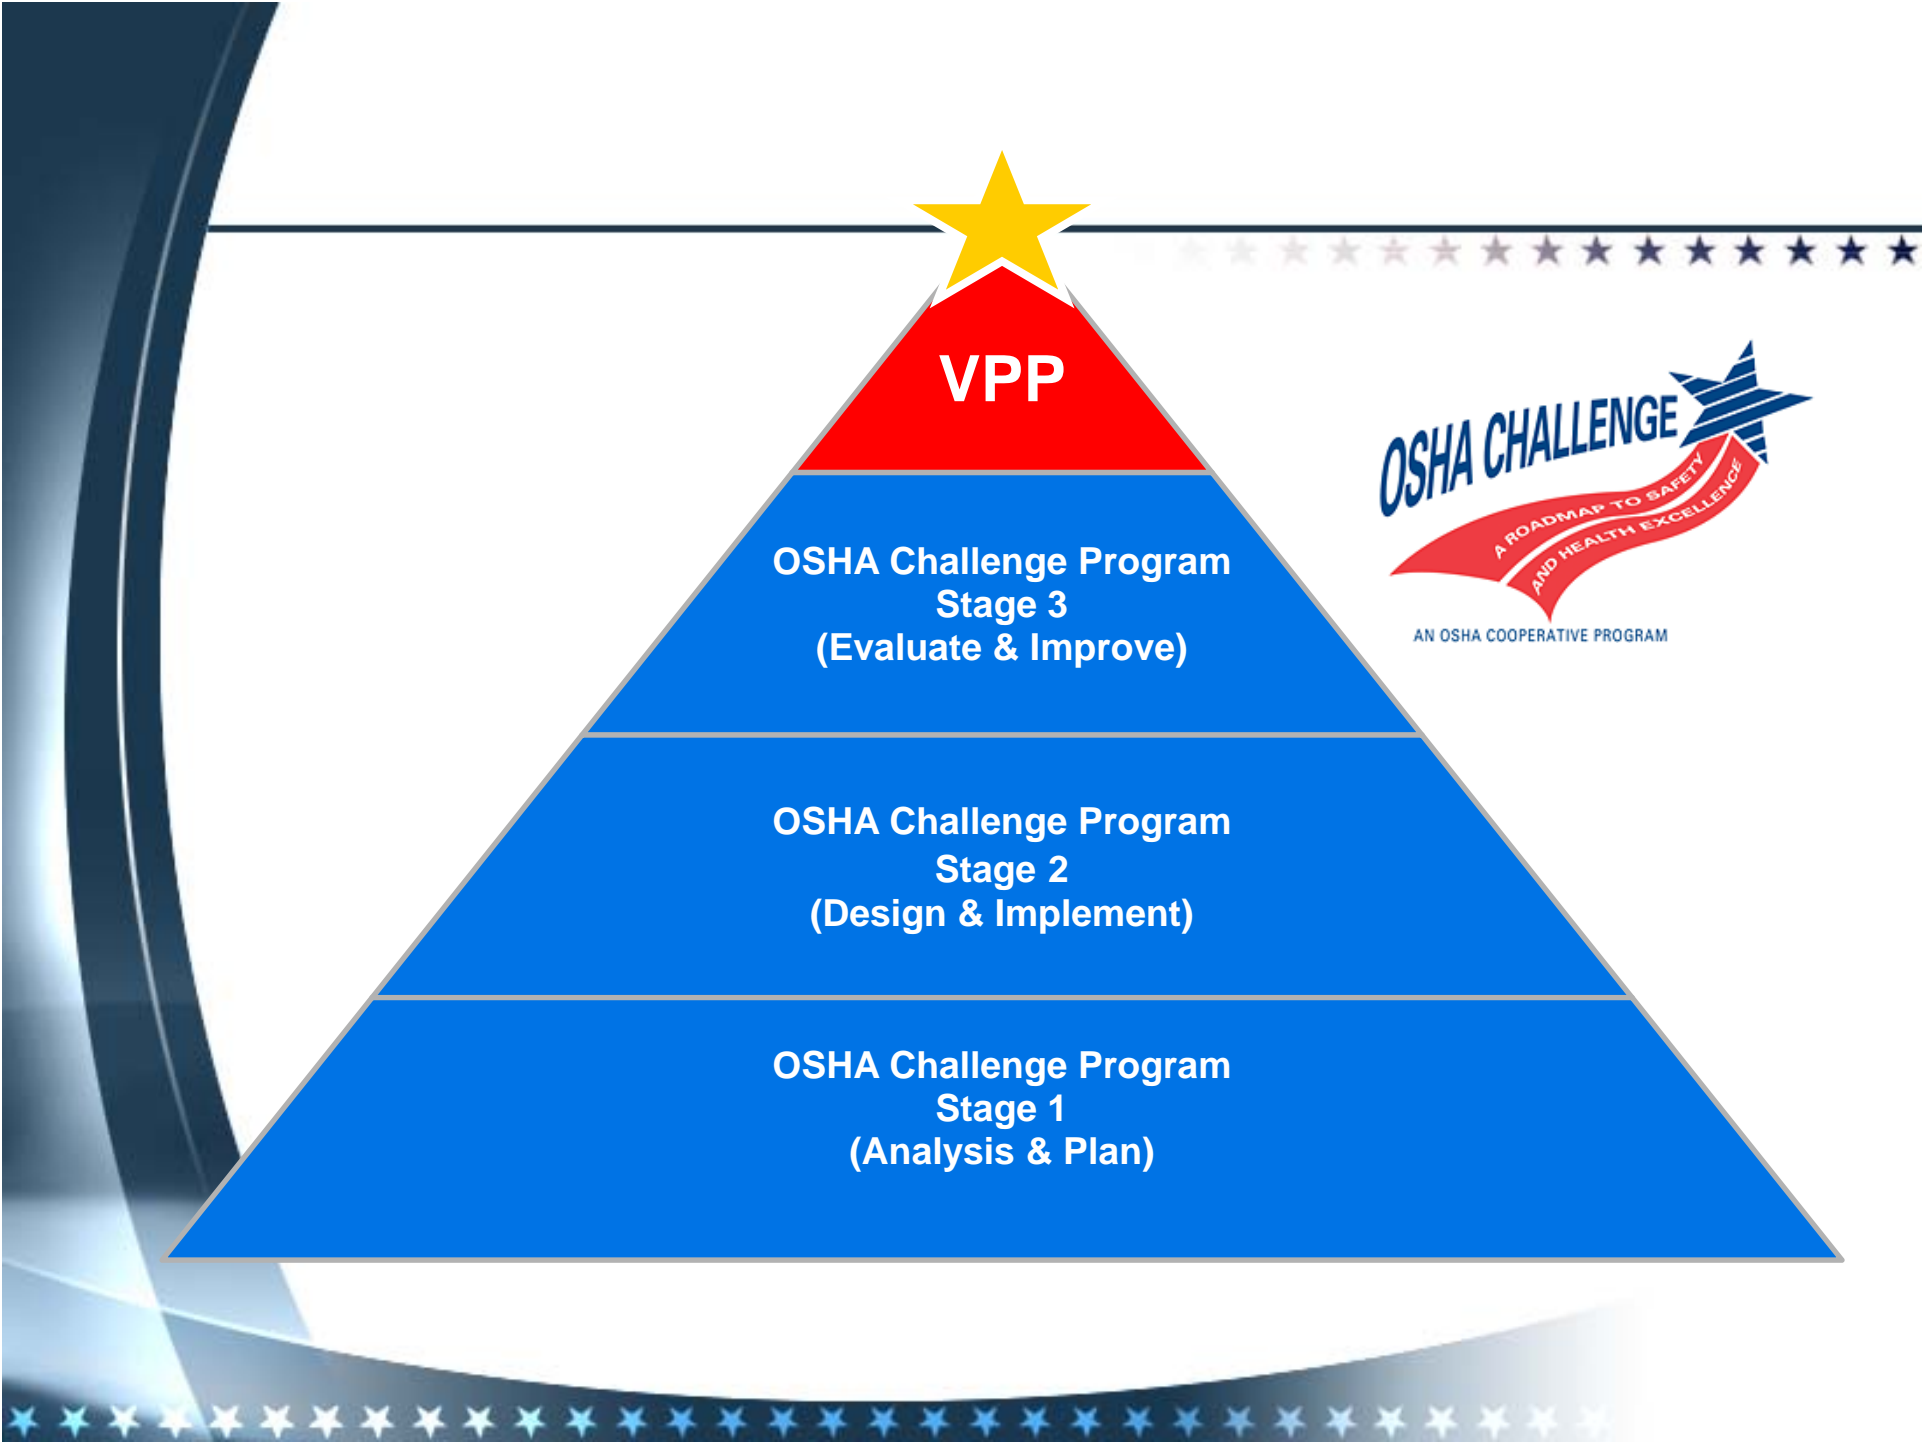 VPP
OSHA Challenge Program
Stage 3
(Evaluate & Improve)
OSHA Challenge Program
Stage 2
(Design & Implement)
OSHA Challenge Program
Stage 1
(Analysis & Plan)
OSHA CHALLENGE
A ROADMAP TO SAFETY
AND HEALTH EXCELLENCE
AN OSHA COOPERATIVE PROGRAM